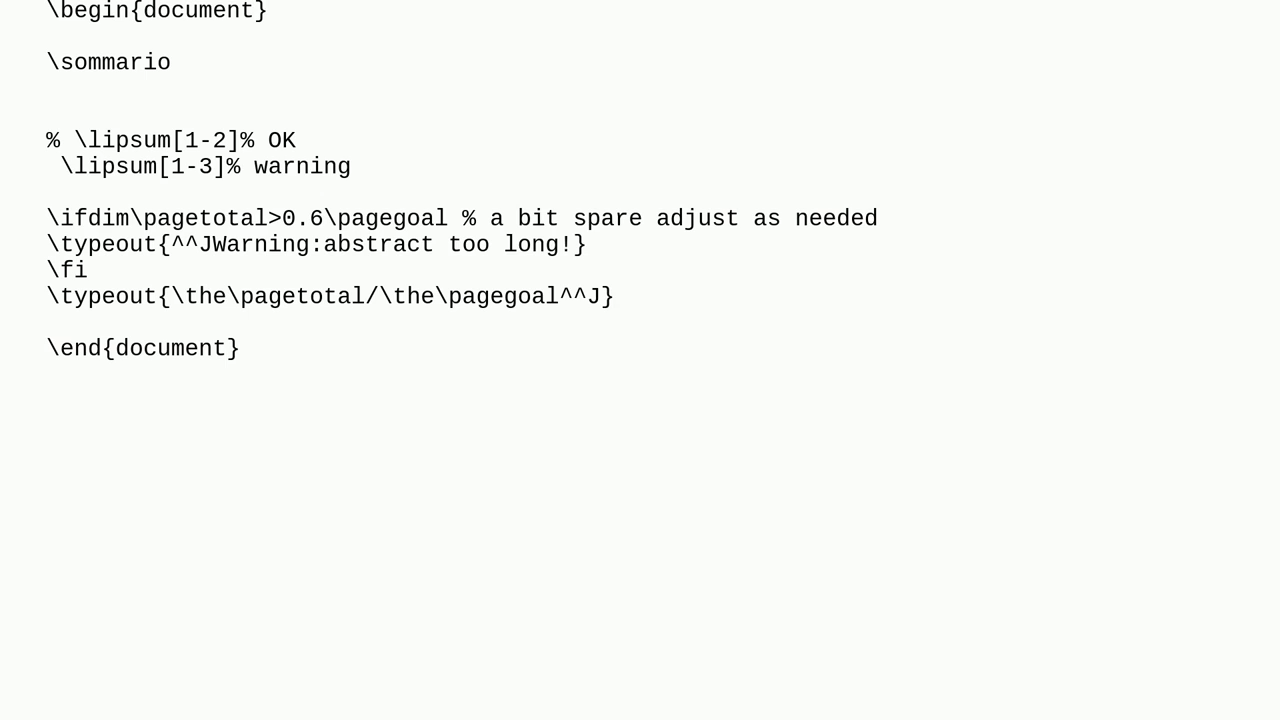 \begin{document}
\sommario
% \lipsum[1-2]% OK
\lipsum[1-3]% warning
\ifdim\pagetotal>0.6\pagegoal % a bit spare adjust as needed
\typeout{^^JWarning:abstract too long!}
\fi
\typeout{\the\pagetotal/\the\pagegoal^^J}
\end{document}